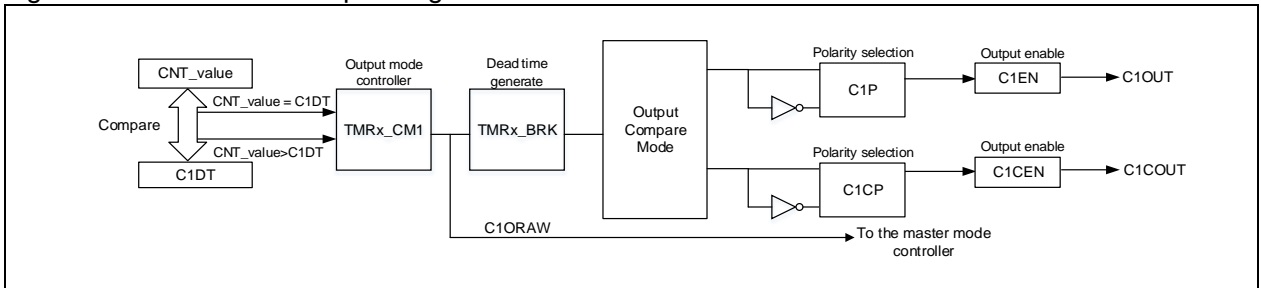 CNT_value
Compare
C1DT
CNT_value = C1DT
CNT_value>C1DT
Output mode
controller
TMRx_CM1
Dead time
generate
TMRx_BRK
C1ORAW
Output
Compare
Mode
Polarity selection
C1P
Output enable
C1EN
C1OUT
Polarity selection
C1CP
Output enable
C1CEN
C1COUT
To the master mode
controller